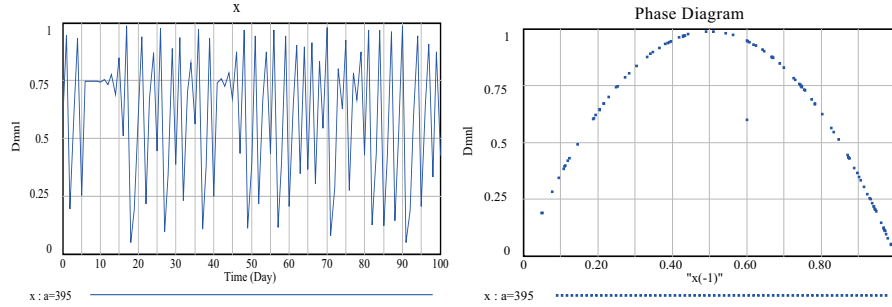 x
1
0.75
0.5
0.25
0
Dmnl
0 10 20 30 40 50 60 70 80 90 100
Time (Day)
x : a=395
Phase Diagram
1
0.75
0.5
0.25
0
Dmnl
0 0.20 0.40 0.60 0.80
"x(-1)"
x : a=395